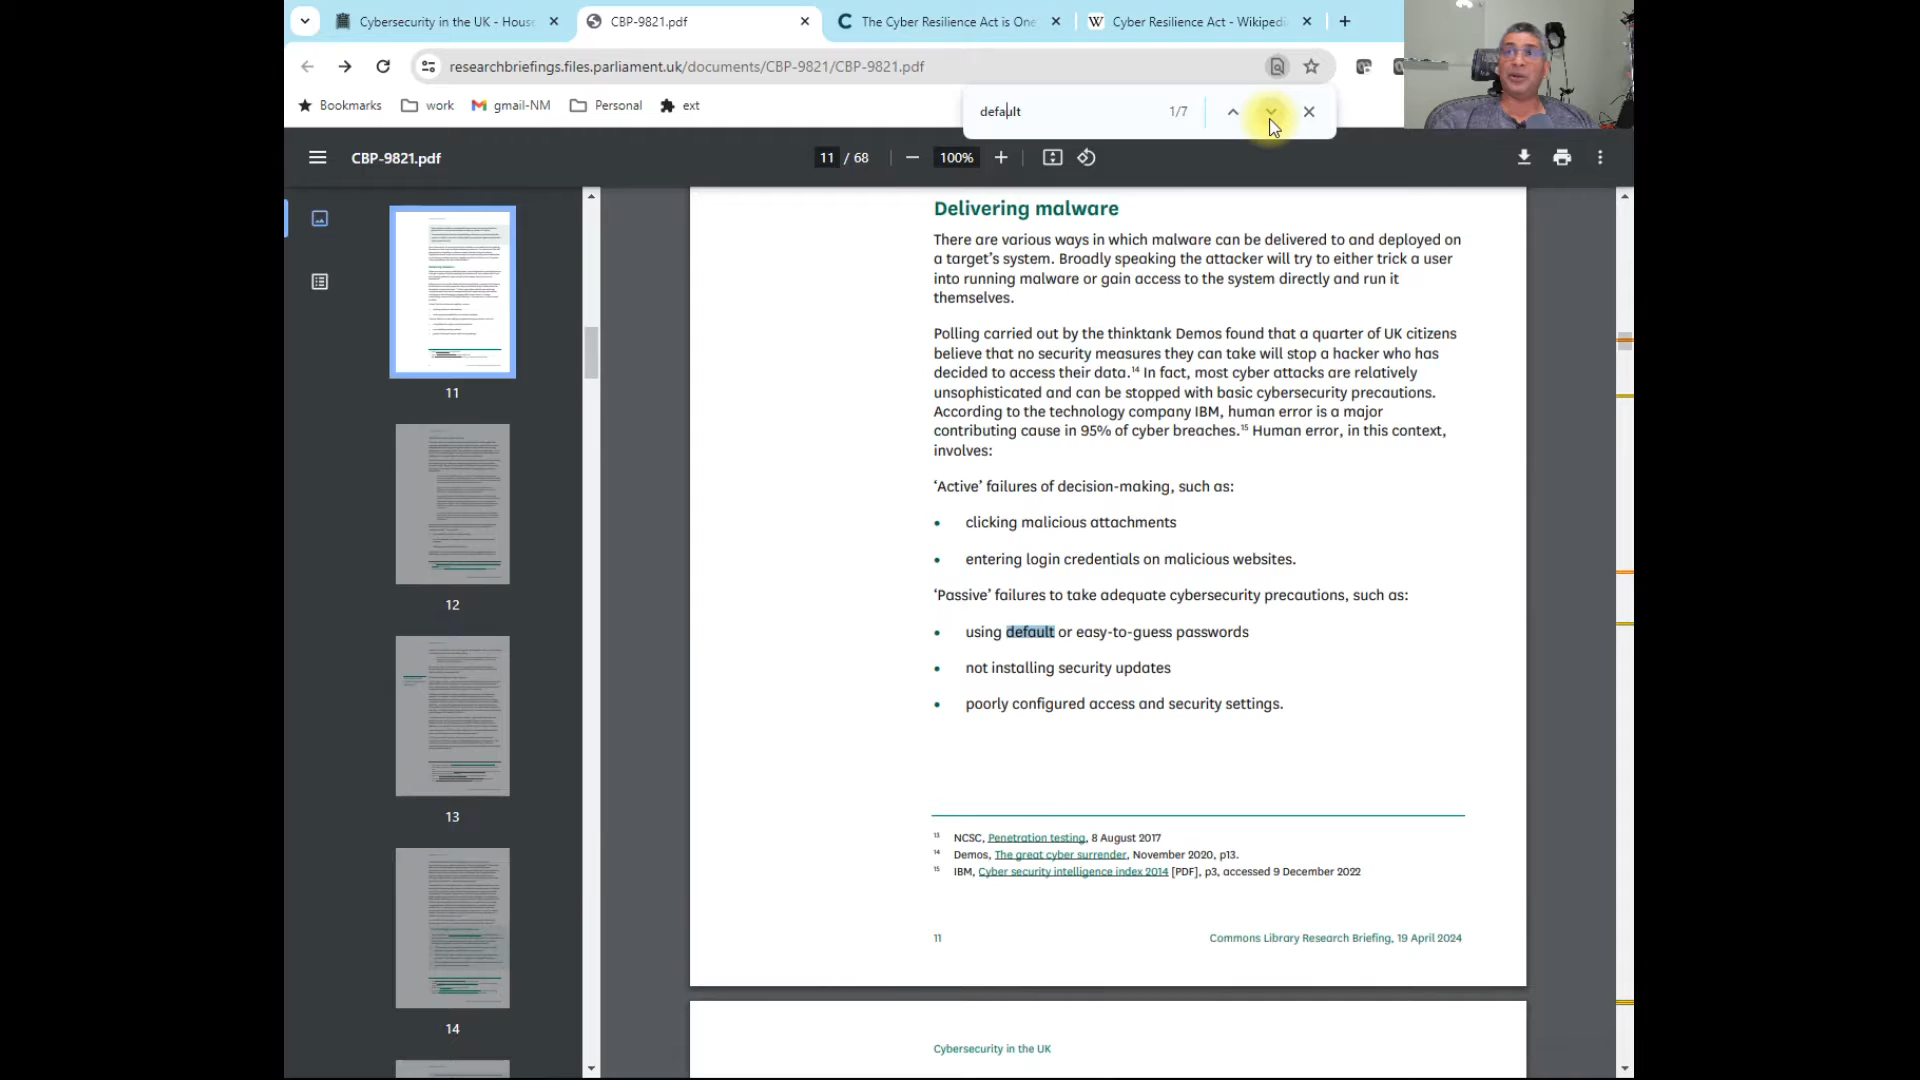 Cybersecurity in the UK - Hous
CBP-9821.pdf
The Cyber Resilience Act is One
Cyber Resilience Act - Wikipedi
researchbriefings.files.parliament.uk/documents/CBP-9821/CBP-9821.pdf
Bookmarks
work
gmail-NM
Personal
ext
default
1/7
CBP-9821.pdf
11 / 68
100%
11
12
13
14
Delivering malware
There are various ways in which malware can be delivered to and deployed on
a target's system. Broadly speaking the attacker will try to either trick a user
into running malware or gain access to the system directly and run it
themselves.
Polling carried out by the thinktank Demos found that a quarter of UK citizens
believe that no security measures they can take will stop a hacker who has
decided to access their data.14 In fact, most cyber attacks are relatively
unsophisticated and can be stopped with basic cybersecurity precautions.
According to the technology company IBM, human error is a major
contributing cause in 95% of cyber breaches.15 Human error, in this context,
involves:
'Active' failures of decision-making, such as:
• clicking malicious attachments
• entering login credentials on malicious websites.
'Passive' failures to take adequate cybersecurity precautions, such as:
• using default or easy-to-guess passwords
• not installing security updates
• poorly configured access and security settings.
13 NCSC, Penetration testing, 8 August 2017
14 Demos, The great cyber surrender, November 2020, p13.
15 IBM, Cyber security intelligence index 2014 [PDF], p3, accessed 9 December 2022
11 Commons Library Research Briefing, 19 April 2024
Cybersecurity in the UK